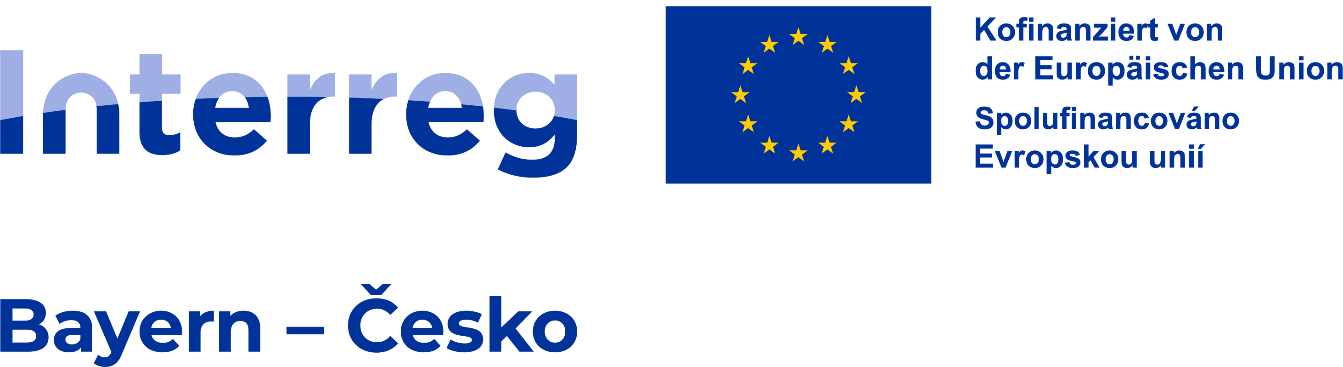 Interreg
Kofinanziert von
der Europäischen Union
Spolufinancováno
Evropskou unií
Bayern – Česko